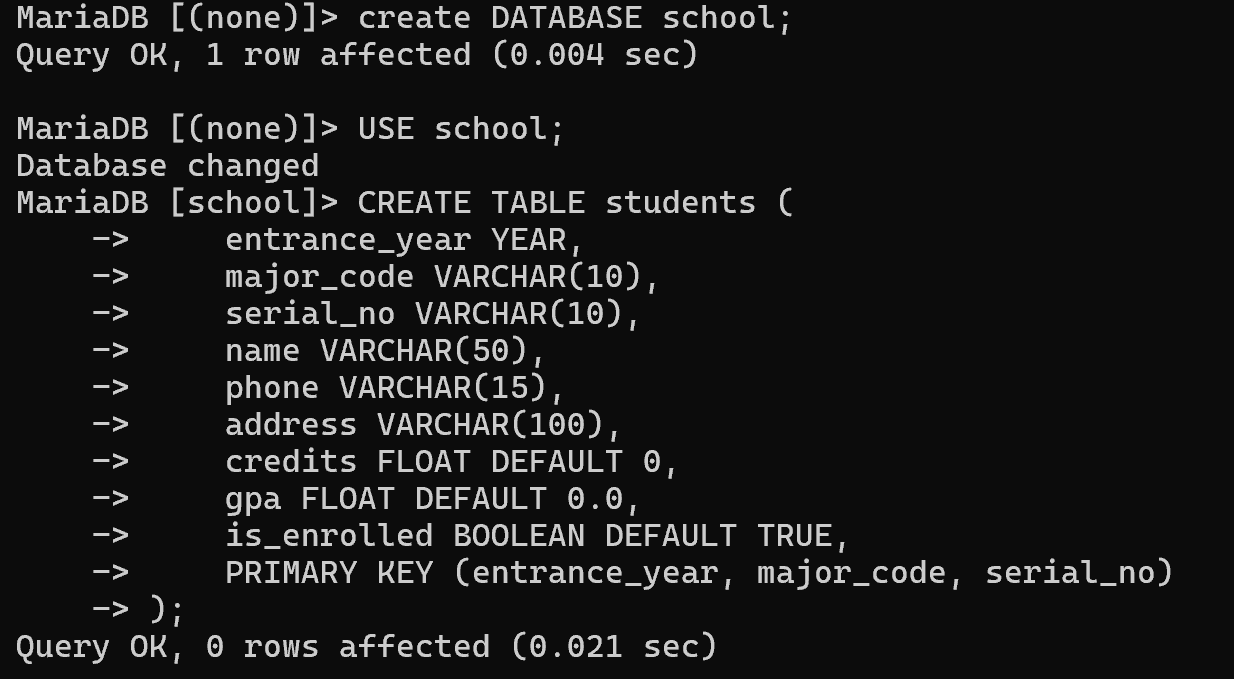 MariaDB [(none)]> create DATABASE school;
Query OK, 1 row affected (0.004 sec)

MariaDB [(none)]> USE school;
Database changed
MariaDB [school]> CREATE TABLE students (
    ->     entrance_year YEAR,
    ->     major_code VARCHAR(10),
    ->     serial_no VARCHAR(10),
    ->     name VARCHAR(50),
    ->     phone VARCHAR(15),
    ->     address VARCHAR(100),
    ->     credits FLOAT DEFAULT 0,
    ->     gpa FLOAT DEFAULT 0.0,
    ->     is_enrolled BOOLEAN DEFAULT TRUE,
    ->     PRIMARY KEY (entrance_year, major_code, serial_no)
    -> );
Query OK, 0 rows affected (0.021 sec)